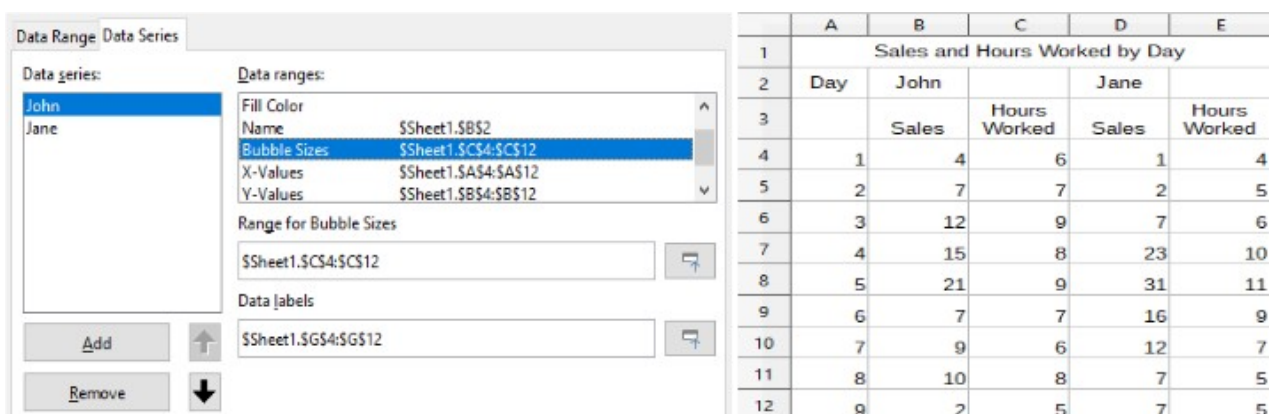 Data Range Data Series
Data series:
John
Jane
Add
Remove
Data ranges:
Fill Color
Name $Sheet1.$B$2
Bubble Sizes $Sheet1.$C$4:$C$12
X-Values $Sheet1.$A$4:$A$12
Y-Values $Sheet1.$B$4:$B$12
Range for Bubble Sizes
$Sheet1.$C$4:$C$12
Data labels
$Sheet1.$G$4:$G$12
A B C D E
1 Sales and Hours Worked by Day
2 Day John Jane
3 Sales Hours Worked Sales Hours Worked
4 1 4 6 1 4
5 2 7 7 2 5
6 3 12 9 7 6
7 4 15 8 23 10
8 5 21 9 31 11
9 6 7 7 16 9
10 7 9 6 12 7
11 8 10 8 7 5
12 9 2 5 7 5